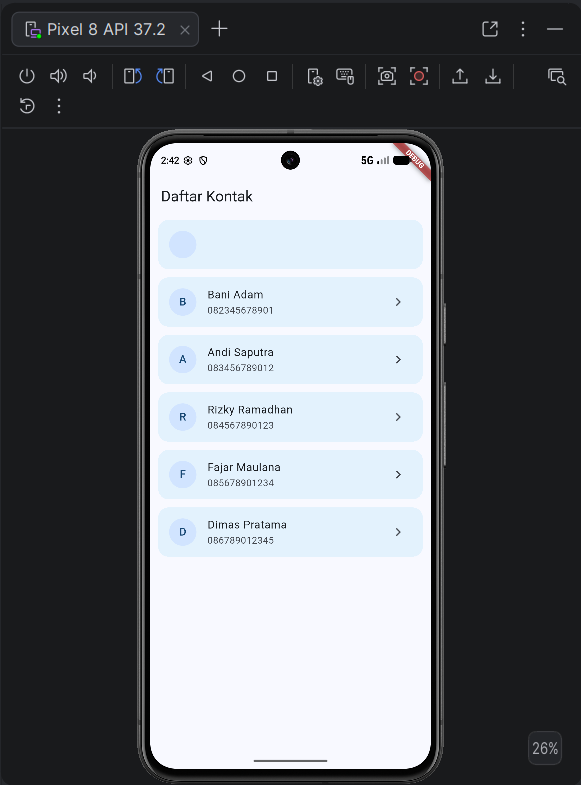 Pixel 8 API 37.2
2:42
5G
DEBUG
Daftar Kontak
B
Bani Adam
082345678901
A
Andi Saputra
083456789012
R
Rizky Ramadhan
084567890123
F
Fajar Maulana
085678901234
D
Dimas Pratama
086789012345
26%